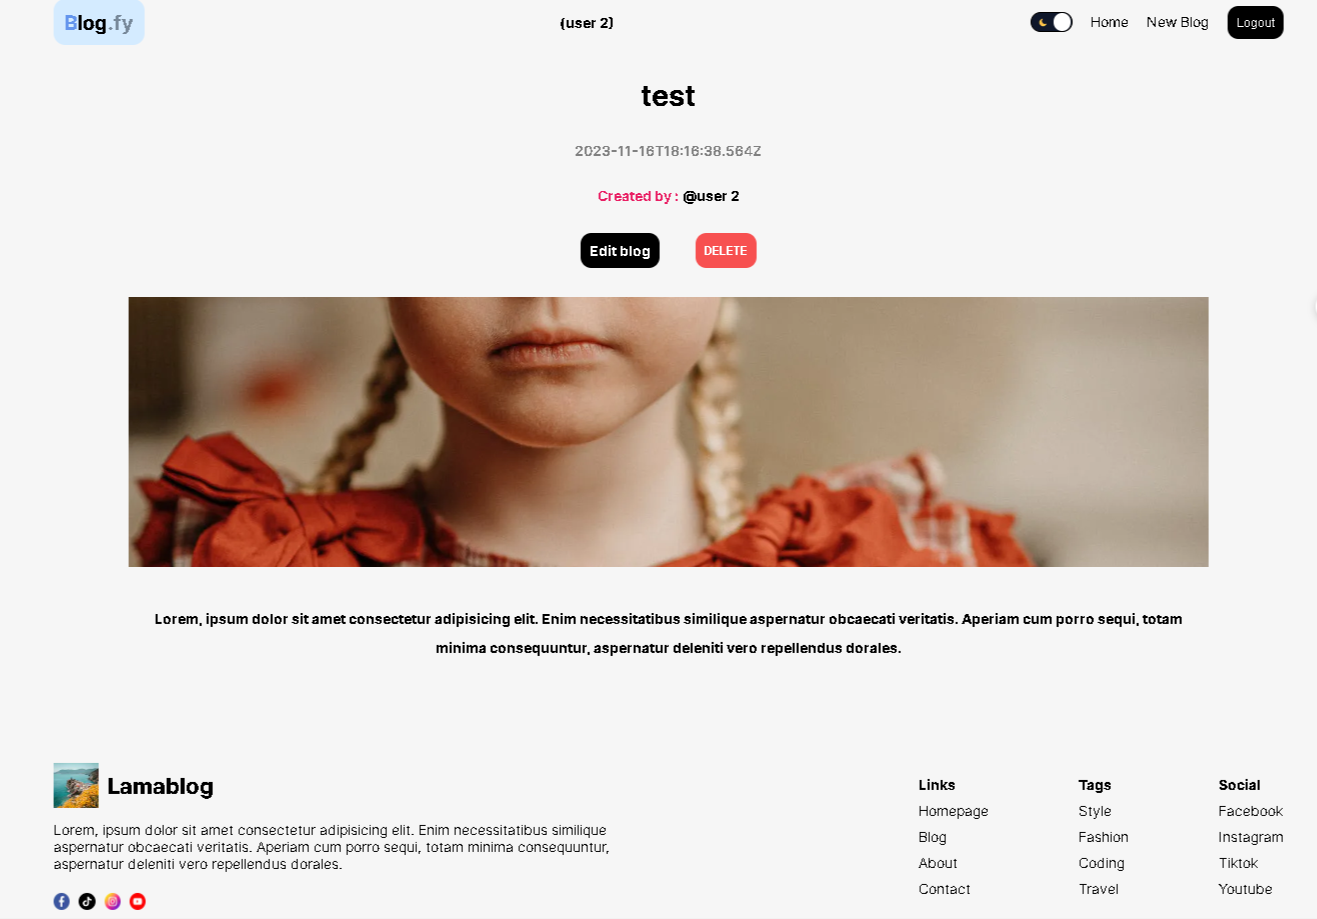 Blog.fy
(user 2)
Home
New Blog
Logout
test
2023-11-16T18:16:38.564Z
Created by : @user 2
Edit blog
DELETE
Lorem, ipsum dolor sit amet consectetur adipisicing elit. Enim necessitatibus similique aspernatur obcaecati veritatis. Aperiam cum porro sequi, totam
minima consequuntur, aspernatur deleniti vero repellendus dorales.
Lamablog
Lorem, ipsum dolor sit amet consectetur adipisicing elit. Enim necessitatibus similique
aspernatur obcaecati veritatis. Aperiam cum porro sequi, totam minima consequuntur,
aspernatur deleniti vero repellendus dorales.
Links
Homepage
Blog
About
Contact
Tags
Style
Fashion
Coding
Travel
Social
Facebook
Instagram
Tiktok
Youtube